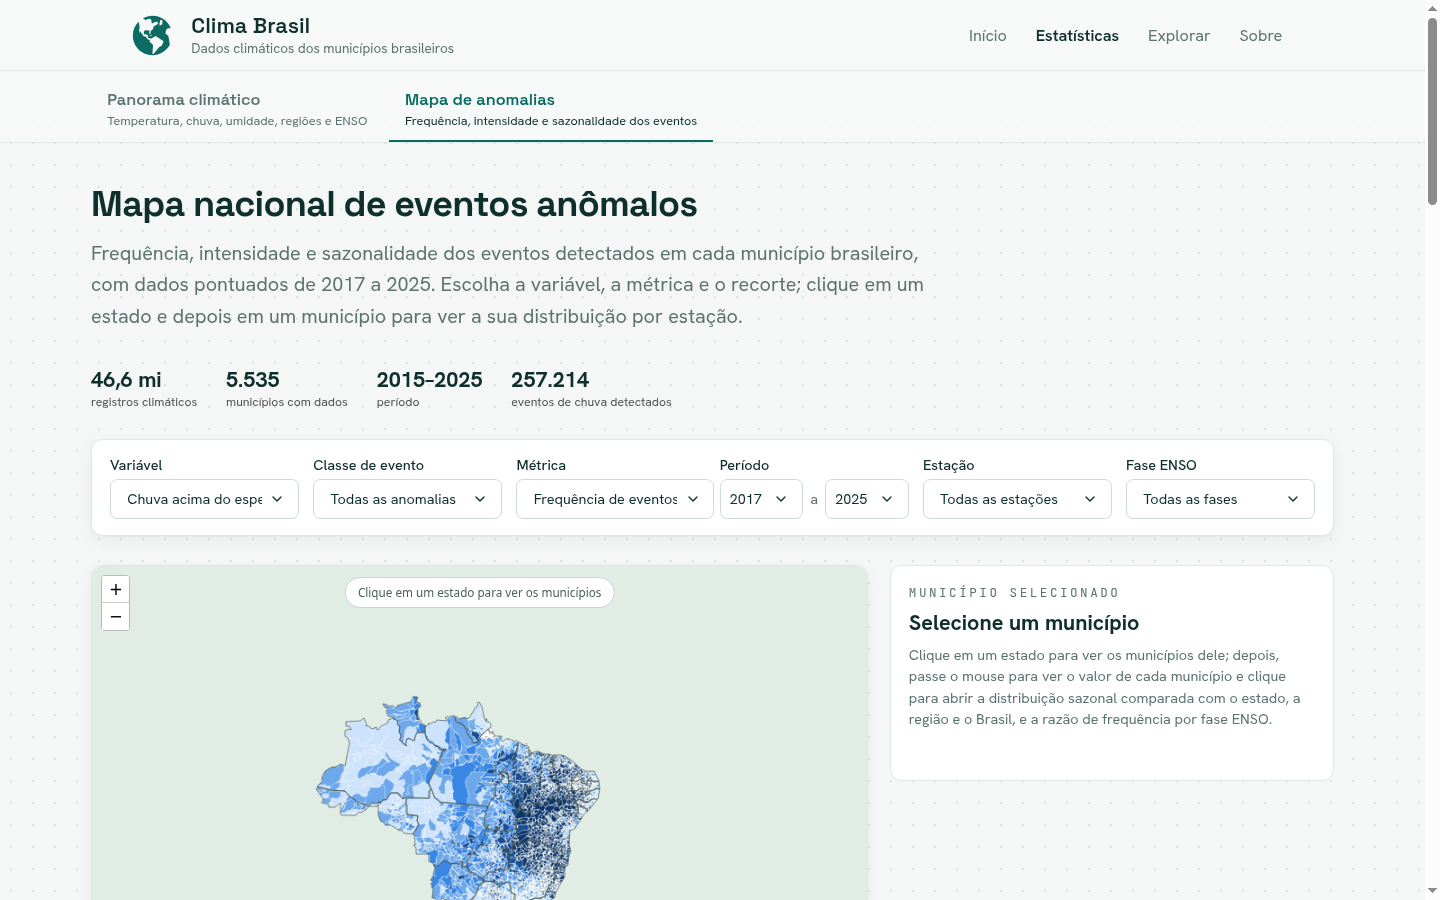 Clima Brasil
Dados climáticos dos municípios brasileiros
Início
Estatísticas
Explorar
Sobre
Panorama climático
Temperatura, chuva, umidade, regiões e ENSO
Mapa de anomalias
Frequência, intensidade e sazonalidade dos eventos
Mapa nacional de eventos anômalos
Frequência, intensidade e sazonalidade dos eventos detectados em cada município brasileiro,
com dados pontuados de 2017 a 2025. Escolha a variável, a métrica e o recorte; clique em um
estado e depois em um município para ver a sua distribuição por estação.
46,6 mi
registros climáticos
5.535
municípios com dados
2015–2025
período
257.214
eventos de chuva detectados
Variável
Chuva acima do espe
Classe de evento
Todas as anomalias
Métrica
Frequência de eventos
Período
2017
a
2025
Estação
Todas as estações
Fase ENSO
Todas as fases
+
−
Clique em um estado para ver os municípios
MUNICÍPIO SELECIONADO
Selecione um município
Clique em um estado para ver os municípios dele; depois,
passe o mouse para ver o valor de cada município e clique
para abrir a distribuição sazonal comparada com o estado, a
região e o Brasil, e a razão de frequência por fase ENSO.